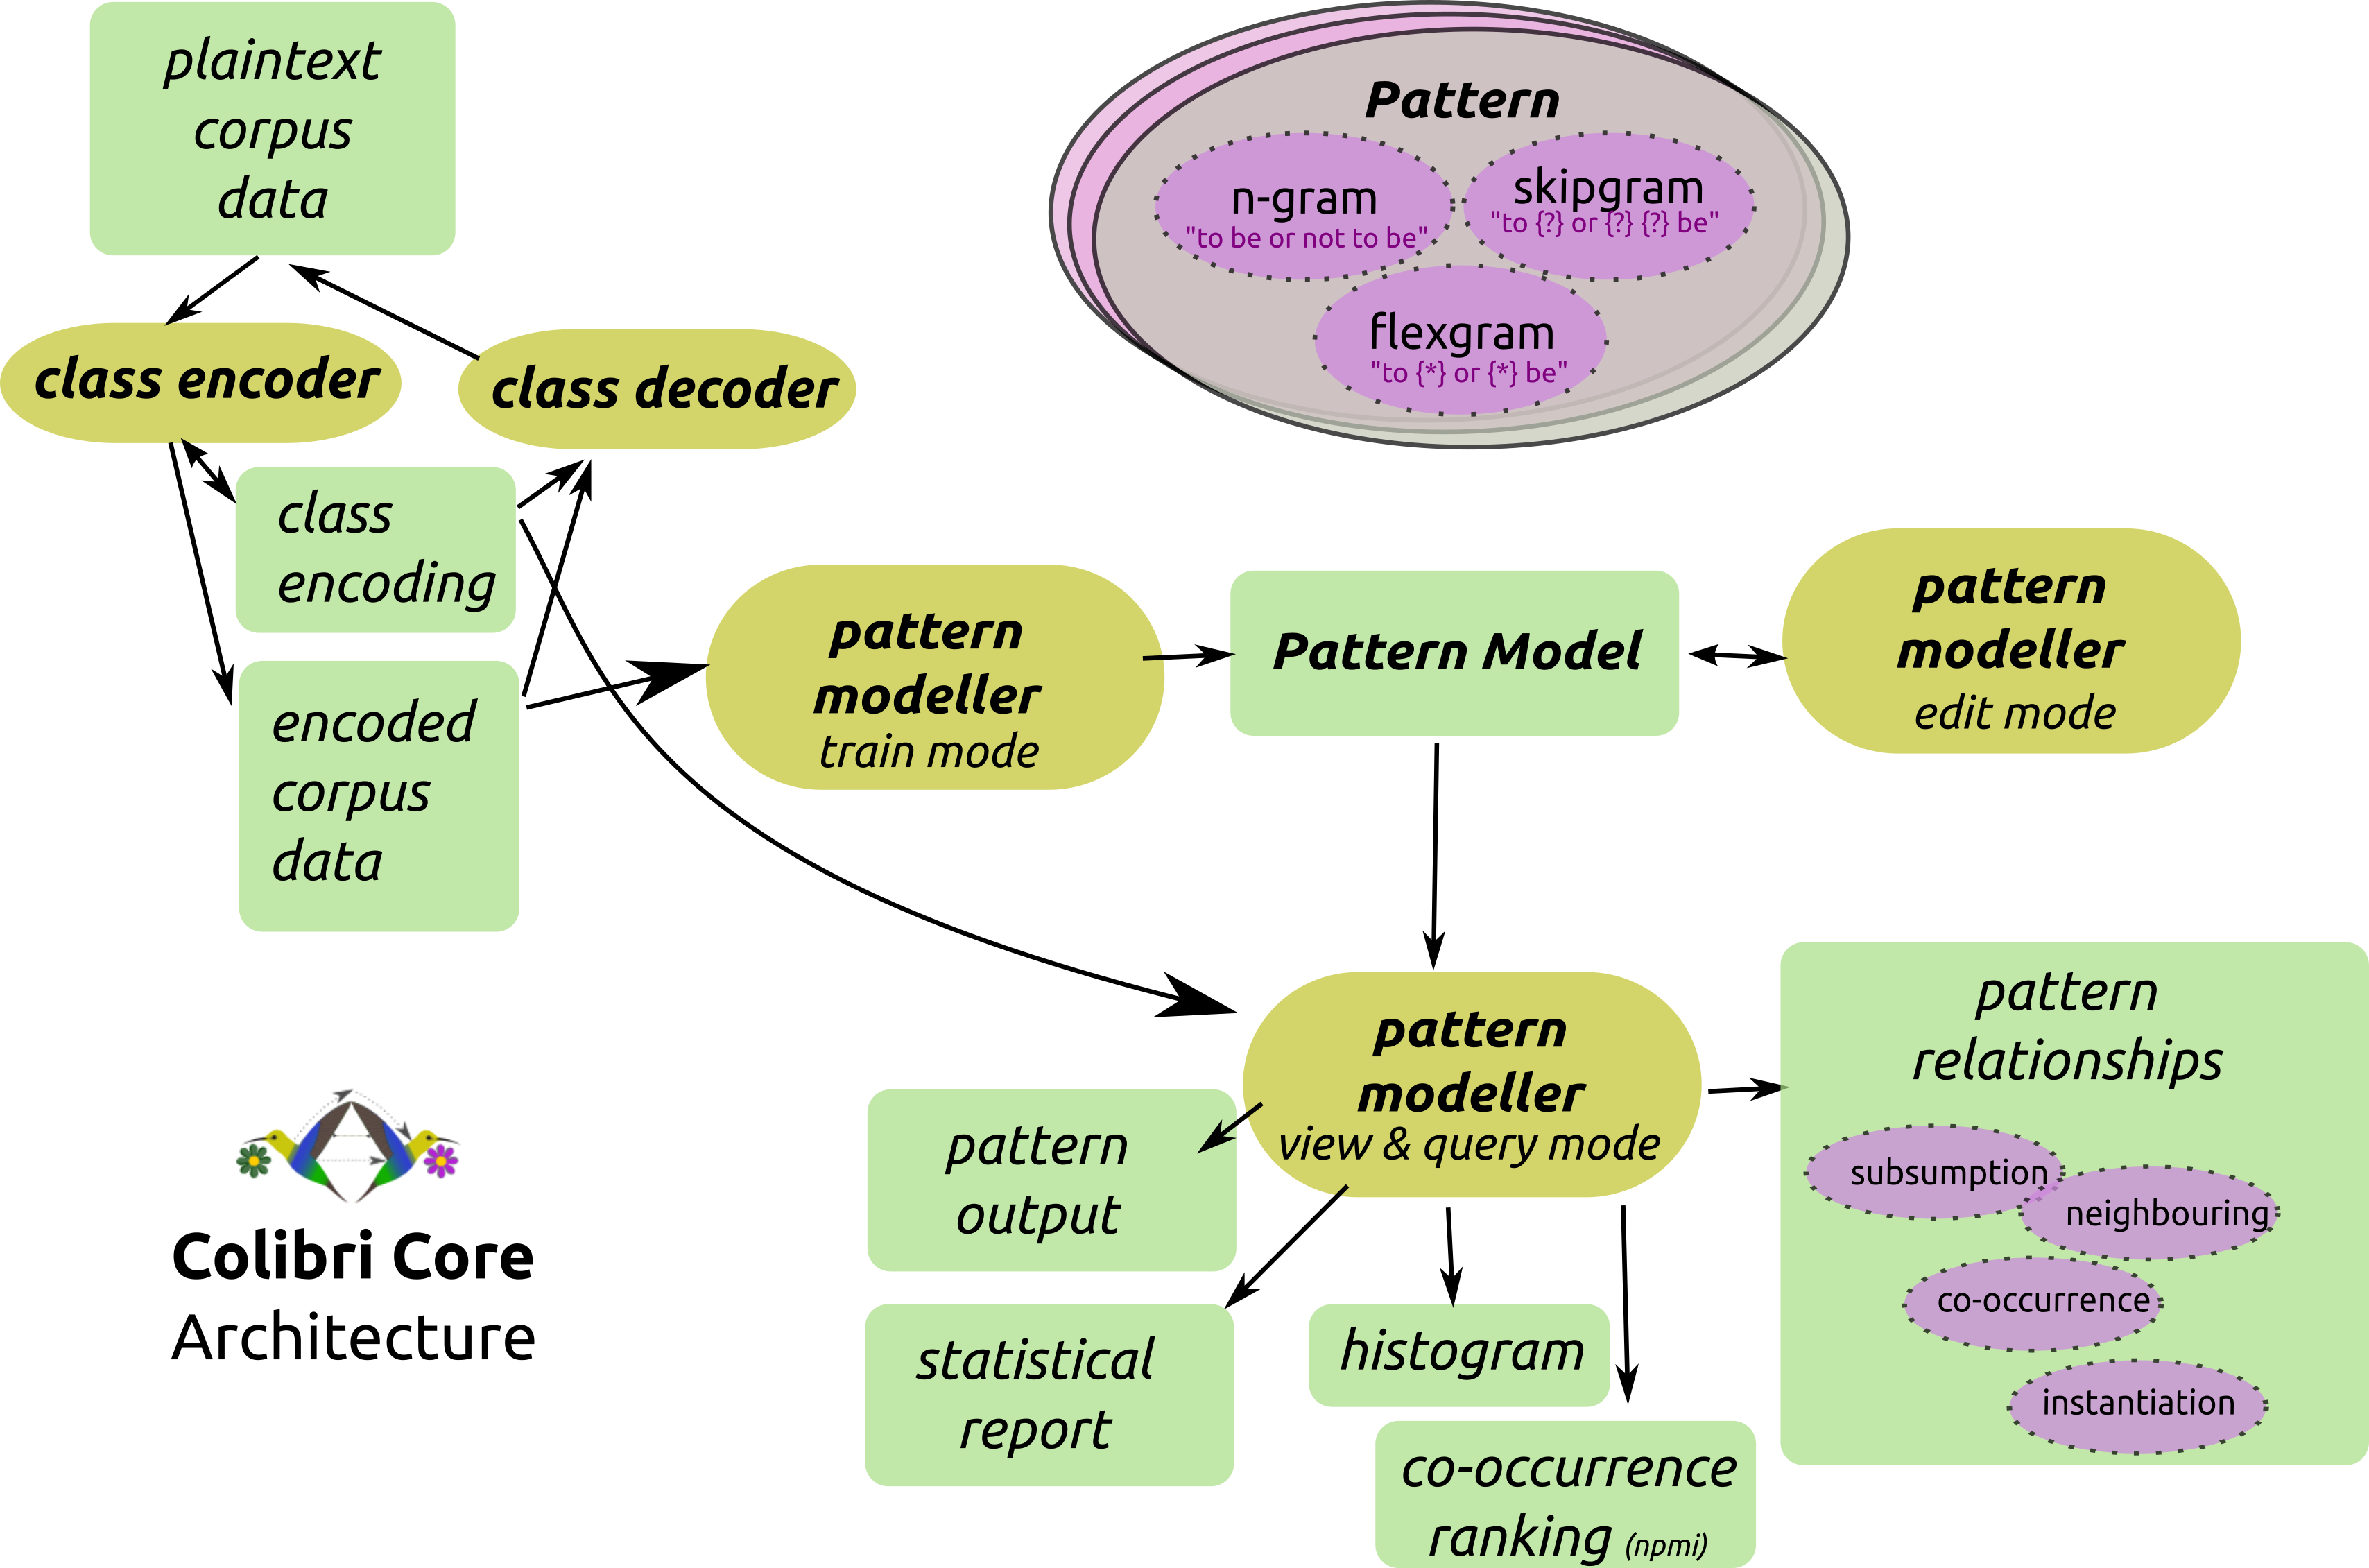 plaintext
corpus
data
Pattern
n-gram
"to be or not to be"
skipgram
"to {?} or {?} {?} be"
flexgram
"to {*} or {*} be"
class encoder
class decoder
class
encoding
encoded
corpus
data
pattern
modeller
train mode
Pattern Model
pattern
modeller
edit mode
pattern
modeller
view & query mode
pattern
relationships
subsumption
neighbouring
co-occurrence
instantiation
pattern
output
statistical
report
histogram
co-occurrence
ranking (npmi)
Colibri Core
Architecture